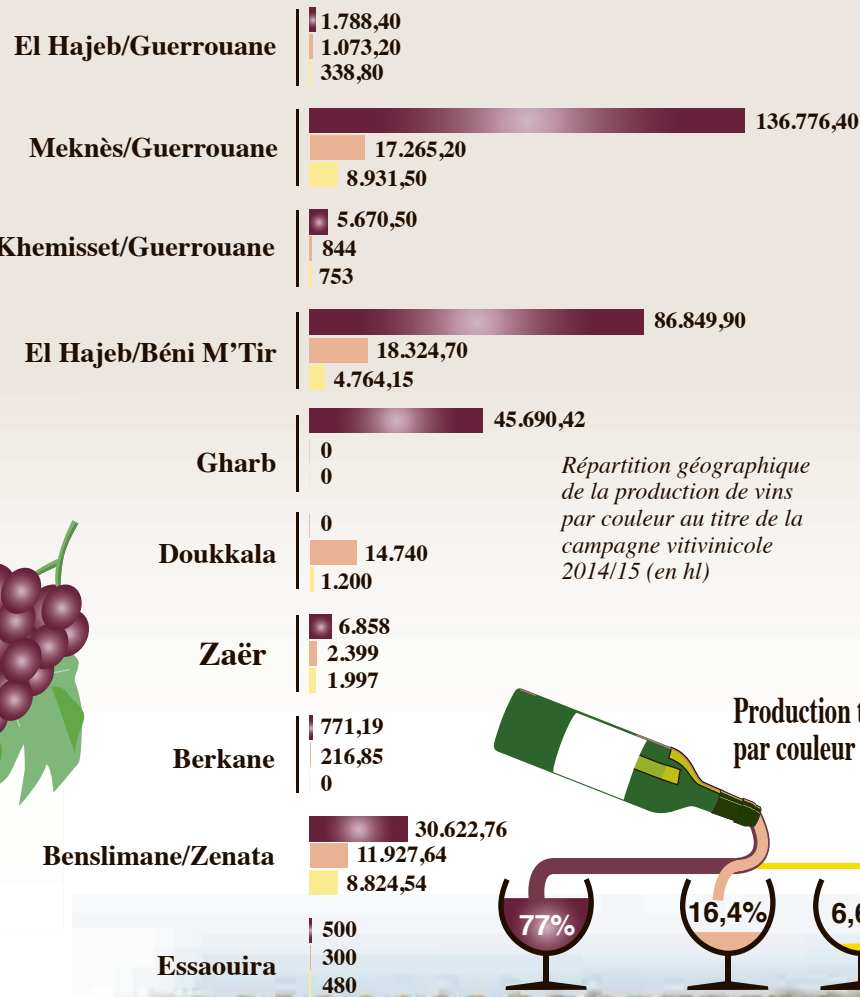 El Hajeb/Guerrouane
1.788,40
1.073,20
338,80
Meknès/Guerrouane
136.776,40
17.265,20
8.931,50
Khemisset/Guerrouane
5.670,50
844
753
El Hajeb/Béni M’Tir
86.849,90
18.324,70
4.764,15
Gharb
45.690,42
0
0
Doukkala
0
14.740
1.200
Zaër
6.858
2.399
1.997
Berkane
771,19
216,85
0
Benslimane/Zenata
30.622,76
11.927,64
8.824,54
Essaouira
500
300
480
Répartition géographique
de la production de vins
par couleur au titre de la
campagne vitivinicole
2014/15 (en hl)
Production
par couleur
77%
16,4%